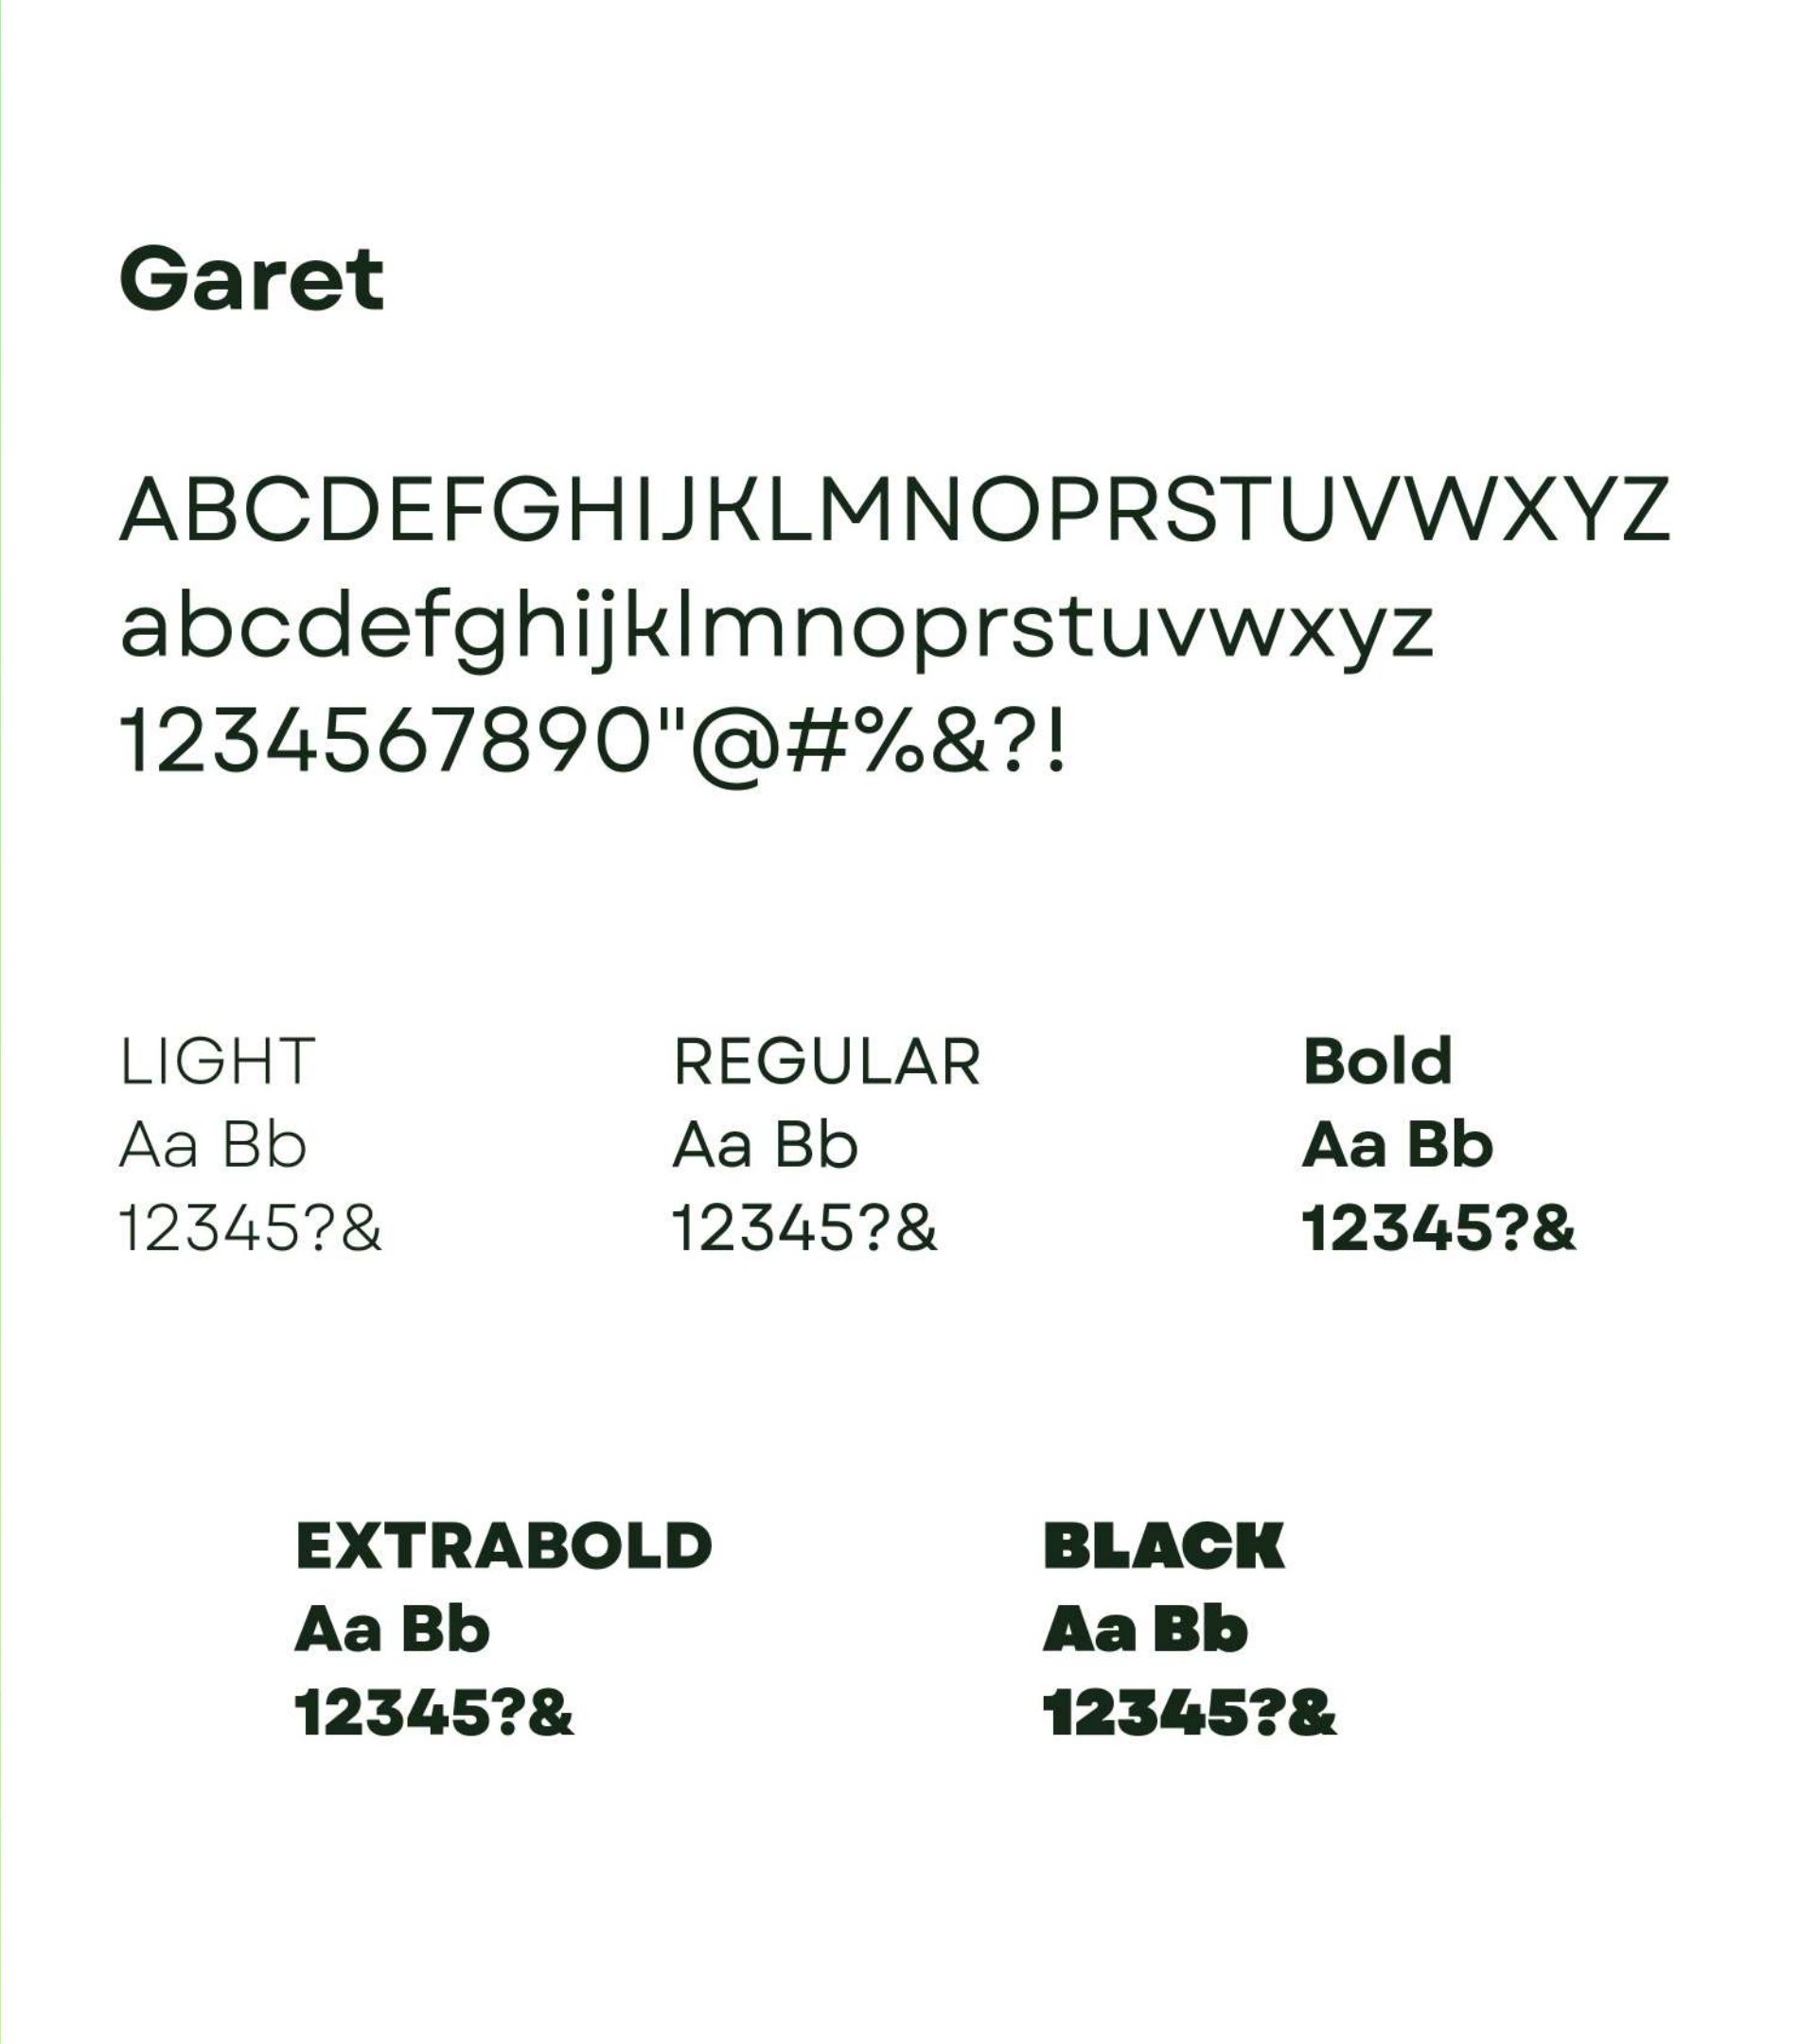 Garet
ABCDEFGHIJKLMNOPRSTUVWXYZ
abcdefghijklmnoprstuvwxyz
1234567890"@#%&?!
LIGHT
Aa Bb
12345?&
REGULAR
Aa Bb
12345?&
Bold
Aa Bb
12345?&
EXTRABOLD
Aa Bb
12345?&
BLACK
Aa Bb
12345?&